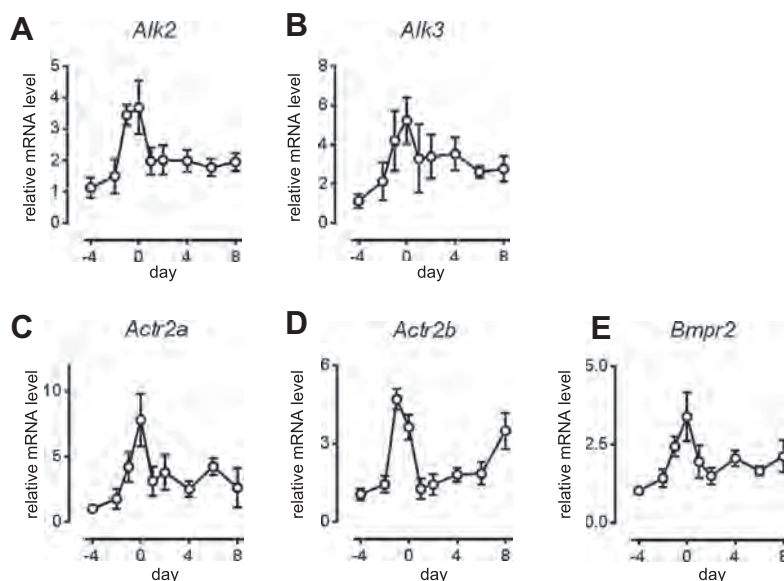 A
Alk2
relative mRNA level
5
4
3
2
1
0
-4 0 4 8
day
B
Alk3
relative mRNA level
8
6
4
2
0
-4 0 4 8
day
C
Actr2a
relative mRNA level
10
5
0
-4 0 4 8
day
D
Actr2b
relative mRNA level
6
3
0
-4 0 4 8
day
E
Bmpr2
relative mRNA level
5.0
2.5
0.0
-4 0 4 8
day